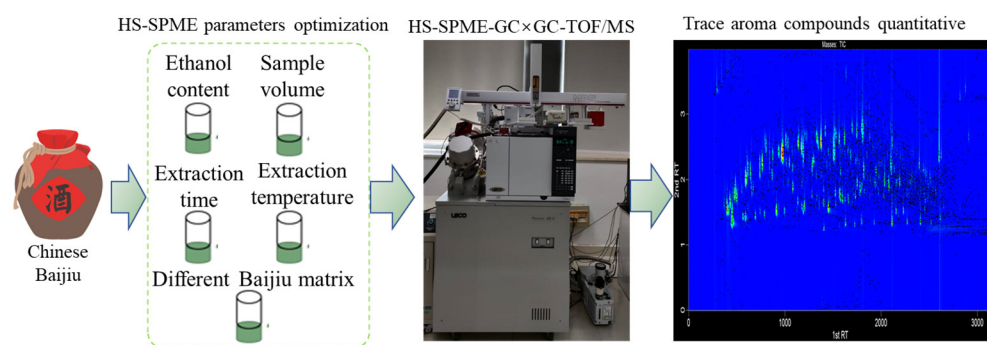 HS-SPME parameters optimization
Ethanol
content
Sample
volume
Extraction
time
Extraction
temperature
Different Baijiu matrix
酒
Chinese
Baijiu
HS-SPME-GC×GC-TOF/MS
LECO
Trace aroma compounds quantitative
Masses: TIC
2nd RT
3
2
1
0
0
1000
2000
3000
1st RT